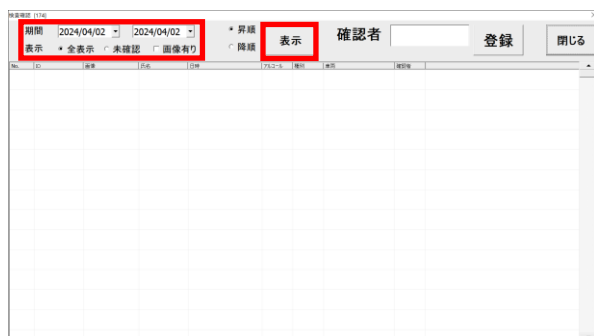 検査確認 [174]
期間 2024/04/02 - 2024/04/02 昇順
表示 全表示 未確認 画像有り 降順
表示 確認者 登録 閉じる
No. ID 画像 氏名 日時 アルコール 種別 車両 確認者